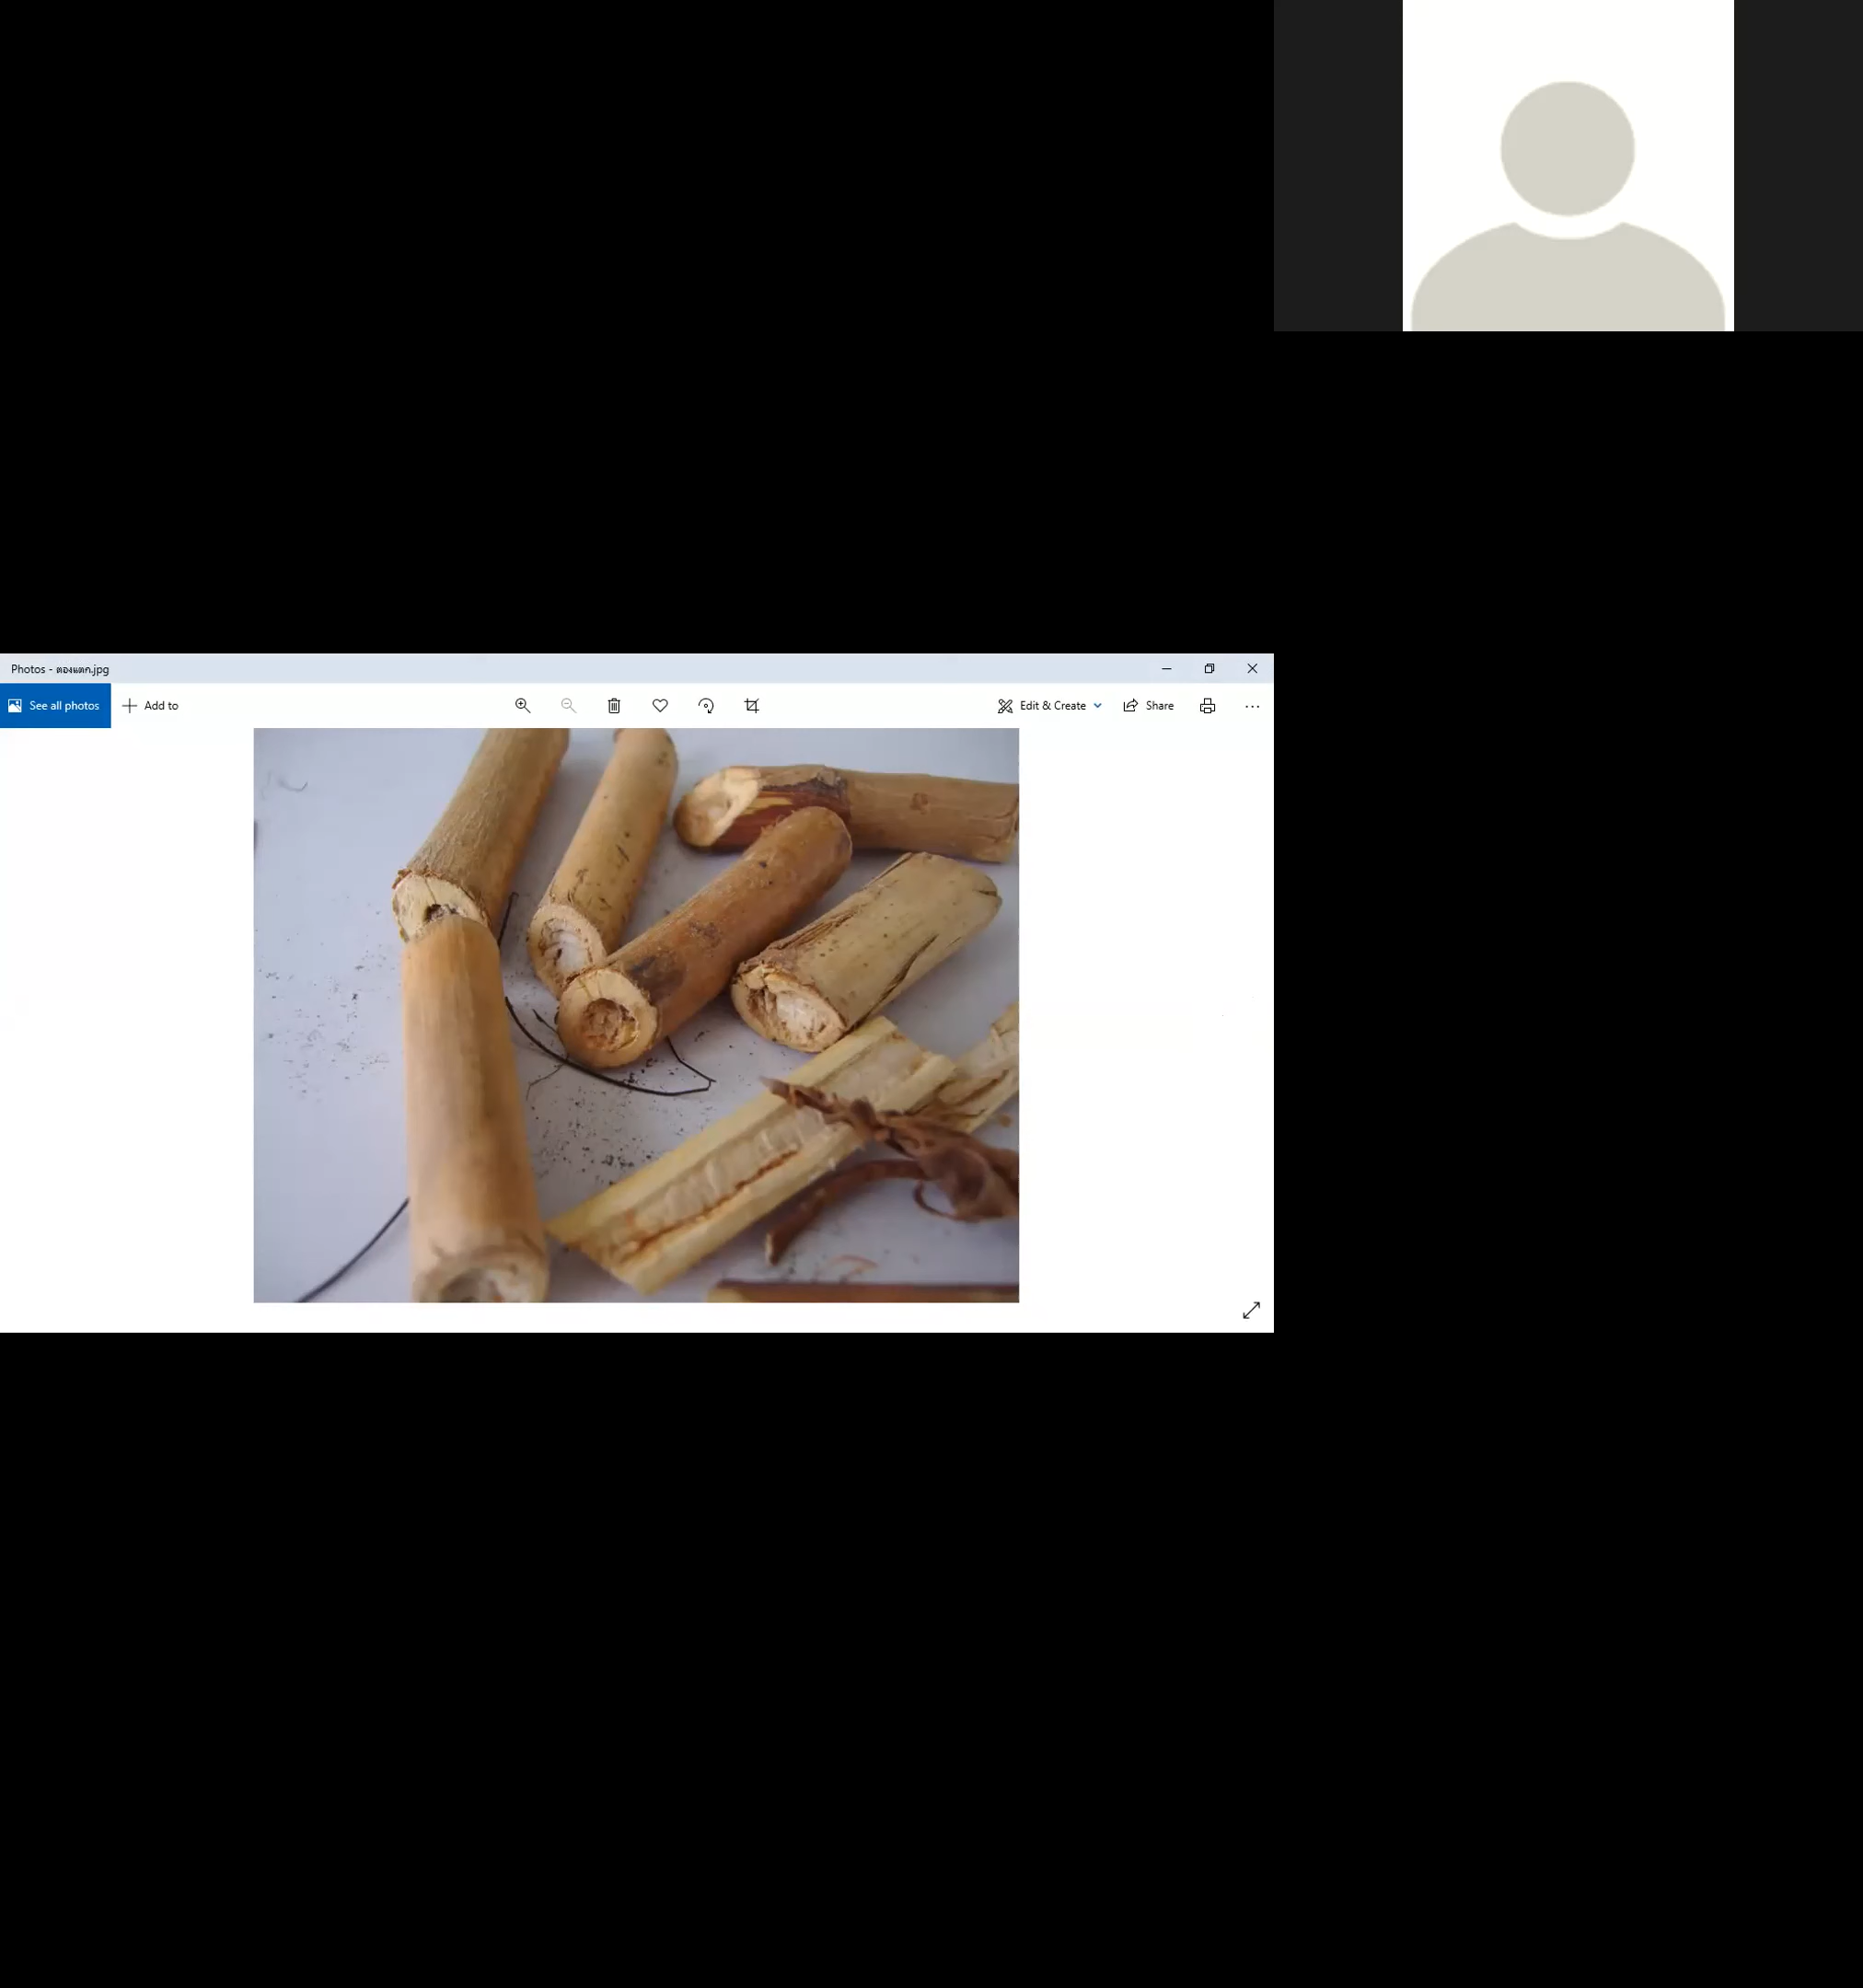 Photos - ตองแตก.jpg
See all photos
Add to
Edit & Create
Share